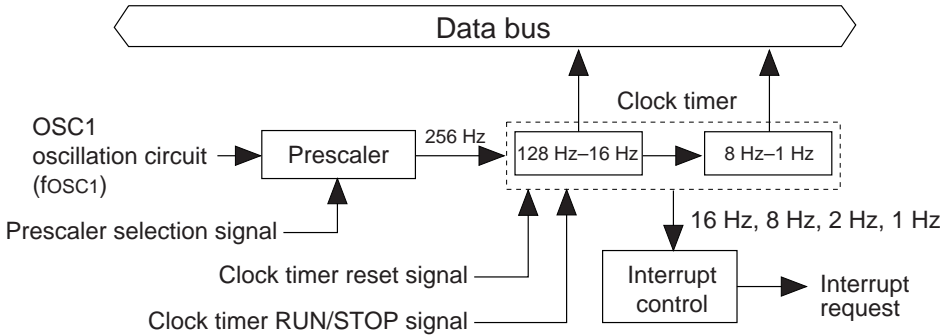 Data bus
Clock timer
OSC1
oscillation circuit
(fOSC1)
Prescaler
256 Hz
128 Hz–16 Hz
8 Hz–1 Hz
Prescaler selection signal
16 Hz, 8 Hz, 2 Hz, 1 Hz
Clock timer reset signal
Interrupt
control
Interrupt
request
Clock timer RUN/STOP signal